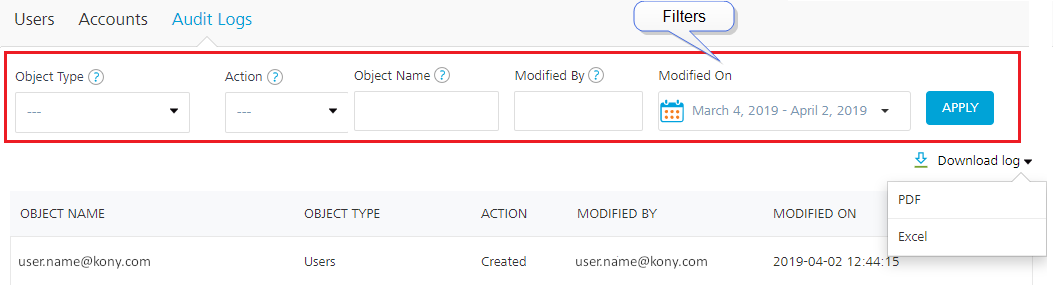 Users Accounts Audit Logs
Filters
Object Type ? Action ? Object Name ? Modified By ? Modified On
--- --- March 4, 2019 - April 2, 2019 APPLY
Download log
PDF
Excel
OBJECT NAME OBJECT TYPE ACTION MODIFIED BY MODIFIED ON
user.name@kony.com Users Created user.name@kony.com 2019-04-02 12:44:15